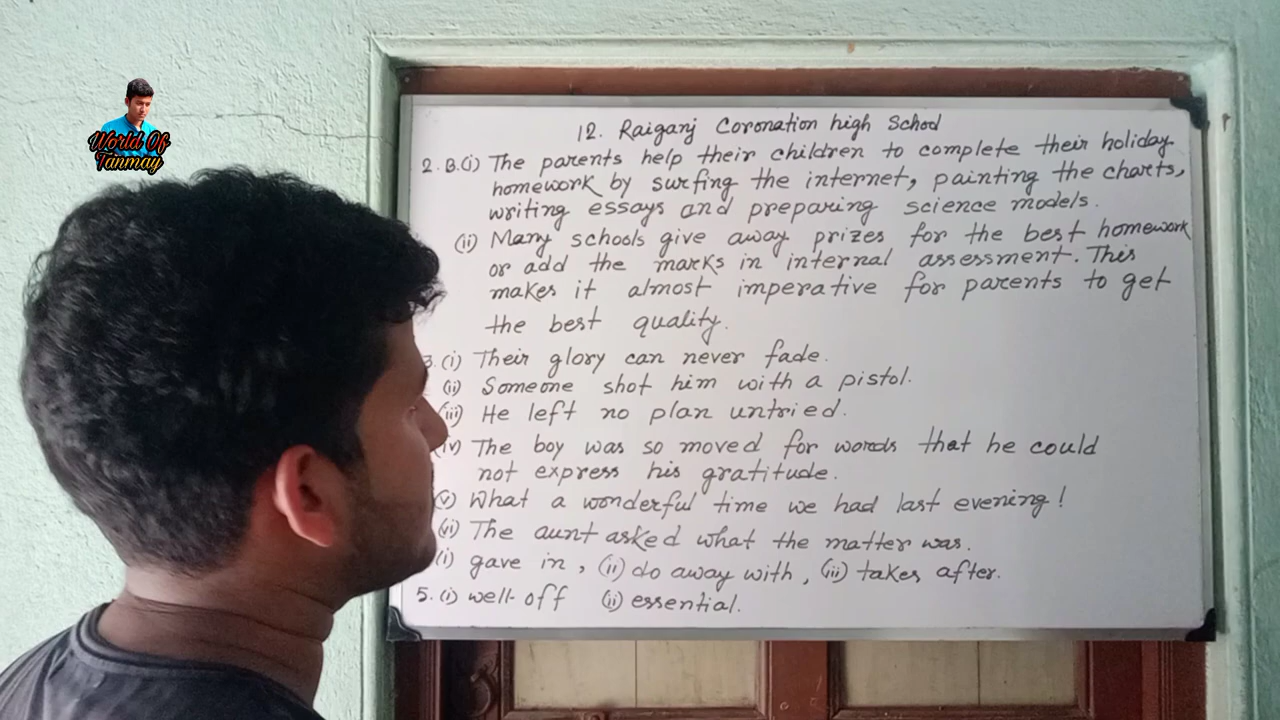 World Of
Tanmay
12. Raiganj Coronation high School
2. B.(i) The parents help their children to complete their holiday
homework by surfing the internet, painting the charts,
writing essays and preparing science models.
(ii) Many schools give away prizes for the best homework
or add the marks in internal assessment. This
makes it almost imperative for parents to get
the best quality.
3. (i) Their glory can never fade.
(ii) Someone shot him with a pistol.
(iii) He left no plan untried.
(iv) The boy was so moved for words that he could
not express his gratitude.
(v) What a wonderful time we had last evening!
(vi) The aunt asked what the matter was.
(i) gave in, (ii) do away with, (iii) takes after.
5. (i) well-off (ii) essential.